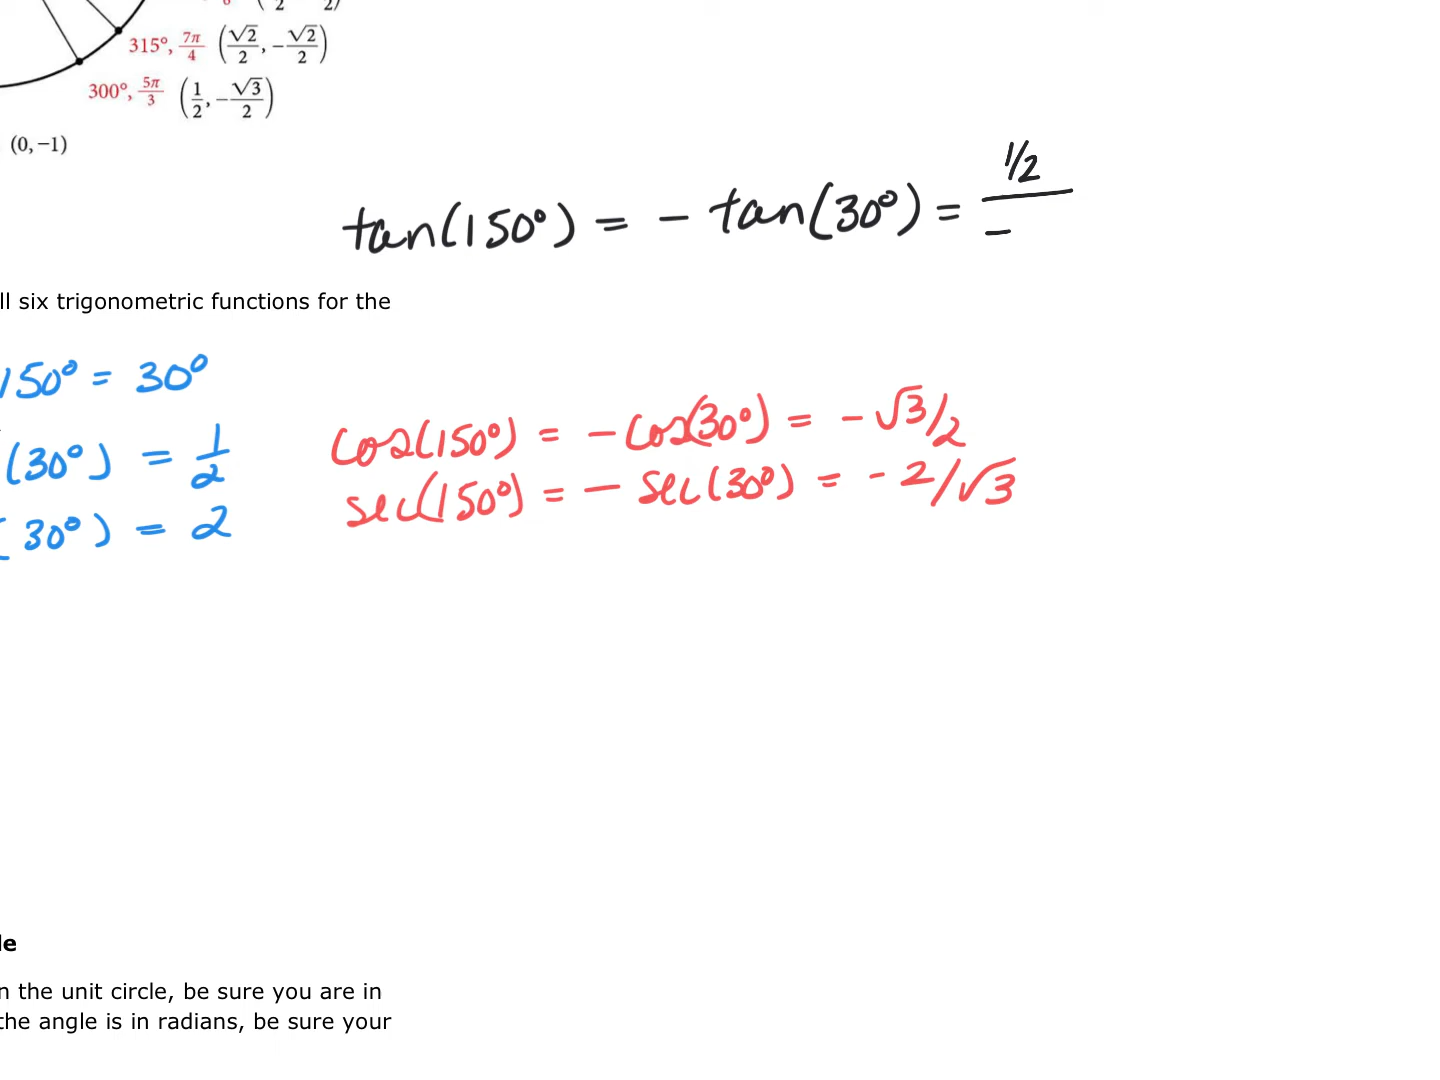 315°, 7π/4 (√2/2, -√2/2)
300°, 5π/3 (1/2, -√3/2)
(0, -1)
tan(150°) = - tan(30°) = 1/2 / -
ll six trigonometric functions for the
150° = 30°
(30°) = 1/2
(30°) = 2
cos(150°) = - cos(30°) = - √3/2
sec(150°) = - sec(30°) = - 2/√3
le
n the unit circle, be sure you are in
the angle is in radians, be sure your